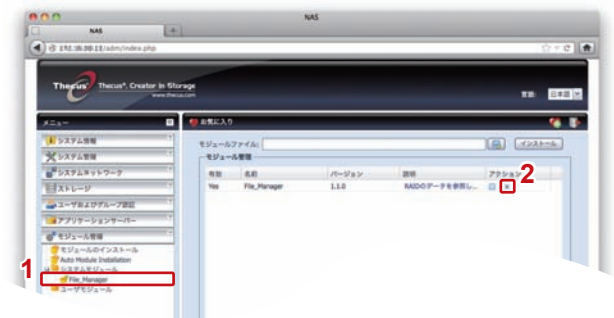 NAS
NAS
/adm/index.php
Thecus Thecus®, Creator in Storage
www.thecus.com
言語: 日本語
メニュー
お気に入り
システム情報
システム管理
システムネットワーク
ストレージ
ユーザおよびグループ認証
アプリケーションサーバー
モジュール管理
モジュールのインストール
Auto Module Installation
システムモジュール
1
File_Manager
ユーザモジュール
モジュールファイル:
インストール
モジュール管理
有効 名前 バージョン 説明 アクション
2
Yes File_Manager 1.1.0 RAIDのデータを参照し...